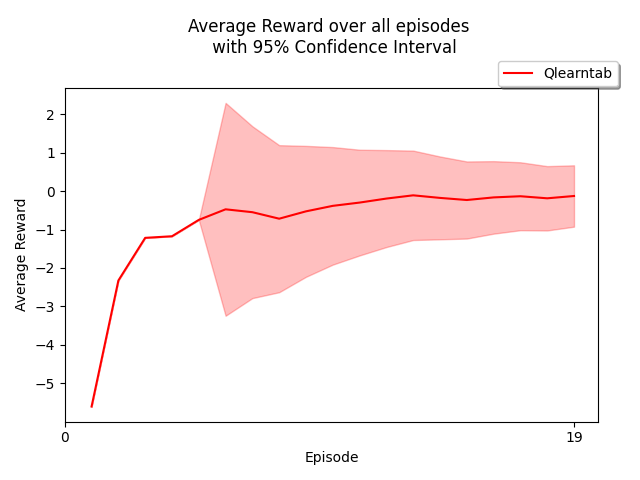 Average Reward over all episodes
with 95% Confidence Interval
Qlearntab
2
1
0
−1
−2
−3
−4
−5
Average Reward
0
19
Episode